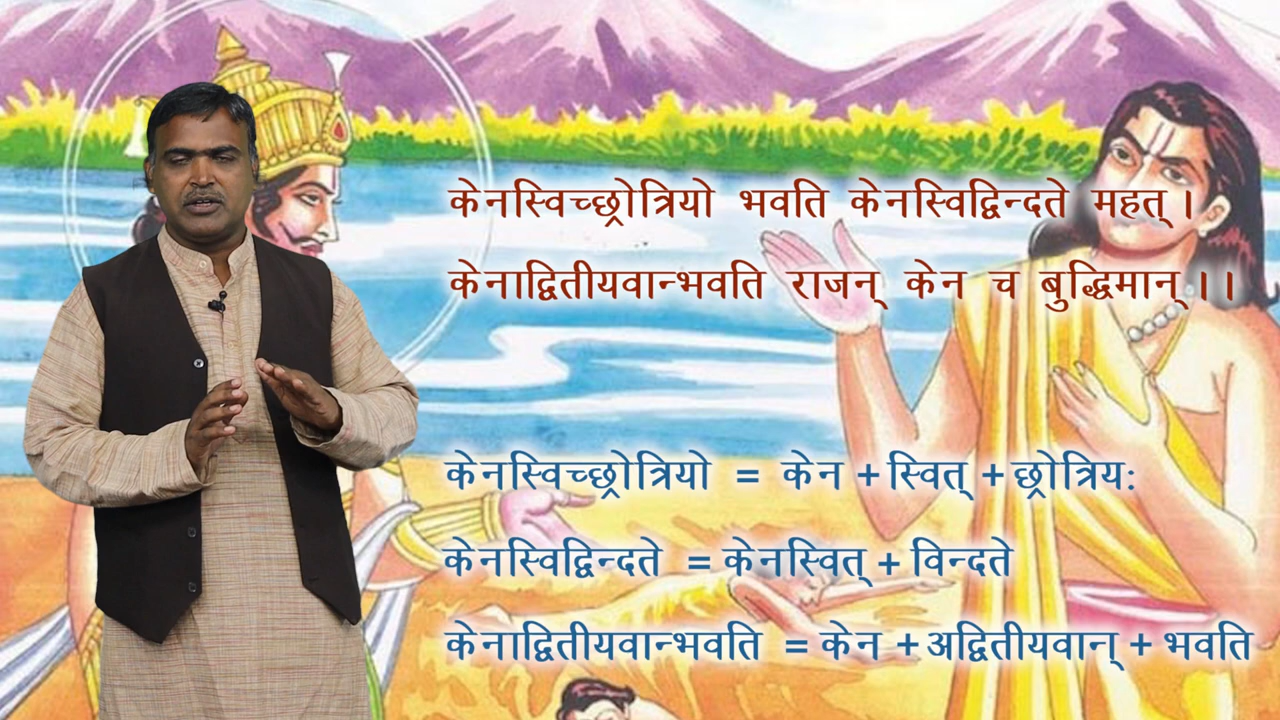 केनस्विच्छ्रोत्रियो भवति केनस्विद्विन्दते महत् ।
केनाद्वितीयवान्भवति राजन् केन च बुद्धिमान् ।।
केनस्विच्छ्रोत्रियो = केन + स्वित् + छ्रोत्रिय:
केनस्विद्विन्दते = केनस्वित् + विन्दते
केनाद्वितीयवान्भवति = केन + अद्वितीयवान् + भवति